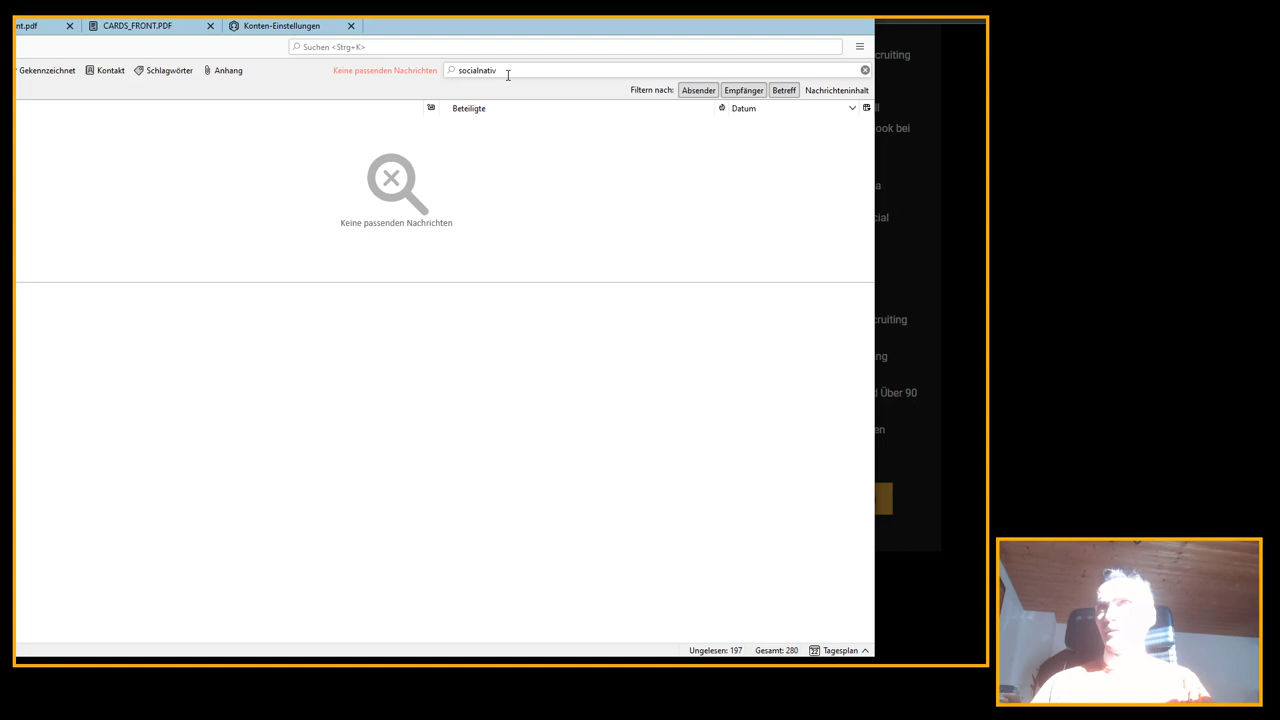 nt.pdf
CARDS_FRONT.PDF
Konten-Einstellungen
Suchen <Strg+K>
Gekennzeichnet
Kontakt
Schlagwörter
Anhang
Keine passenden Nachrichten
socialnativ
Filtern nach:
Absender
Empfänger
Betreff
Nachrichteninhalt
Beteiligte
Datum
Keine passenden Nachrichten
cruiting
ll
ook bei
a
cial
cruiting
ng
d Über 90
en
Ungelesen: 197
Gesamt: 280
22
Tagesplan